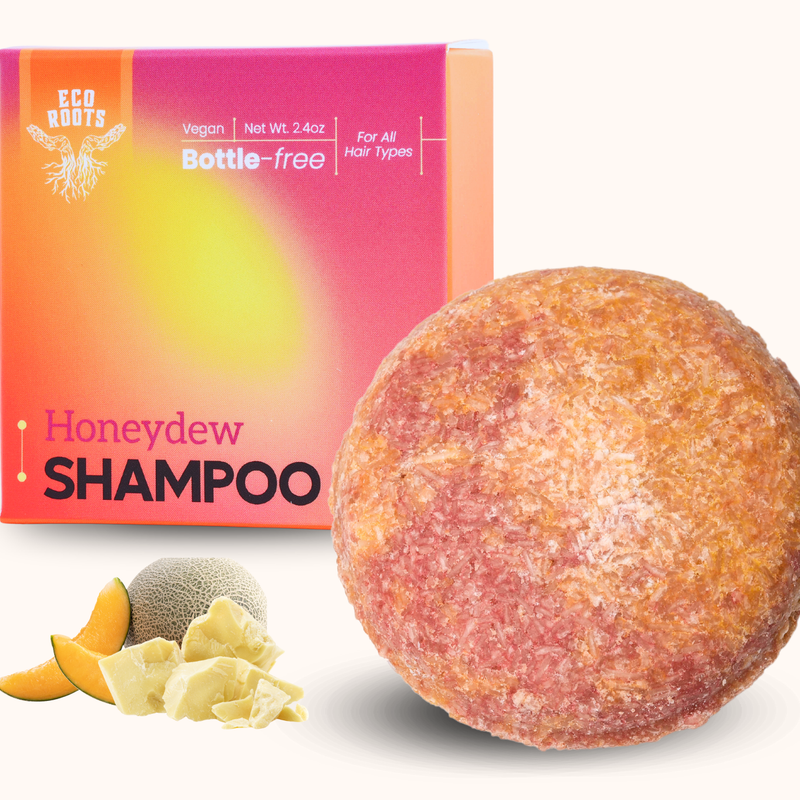 ECO
ROOTS
Vegan
Net Wt. 2.4oz
Bottle-free
For All
Hair Types
Honeydew
SHAMPOO